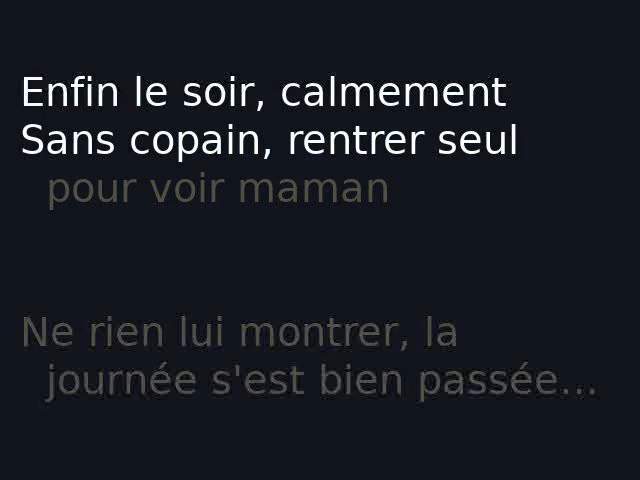 Enfin le soir, calmement
Sans copain, rentrer seul
pour voir maman
Ne rien lui montrer, la
journée s'est bien passée...